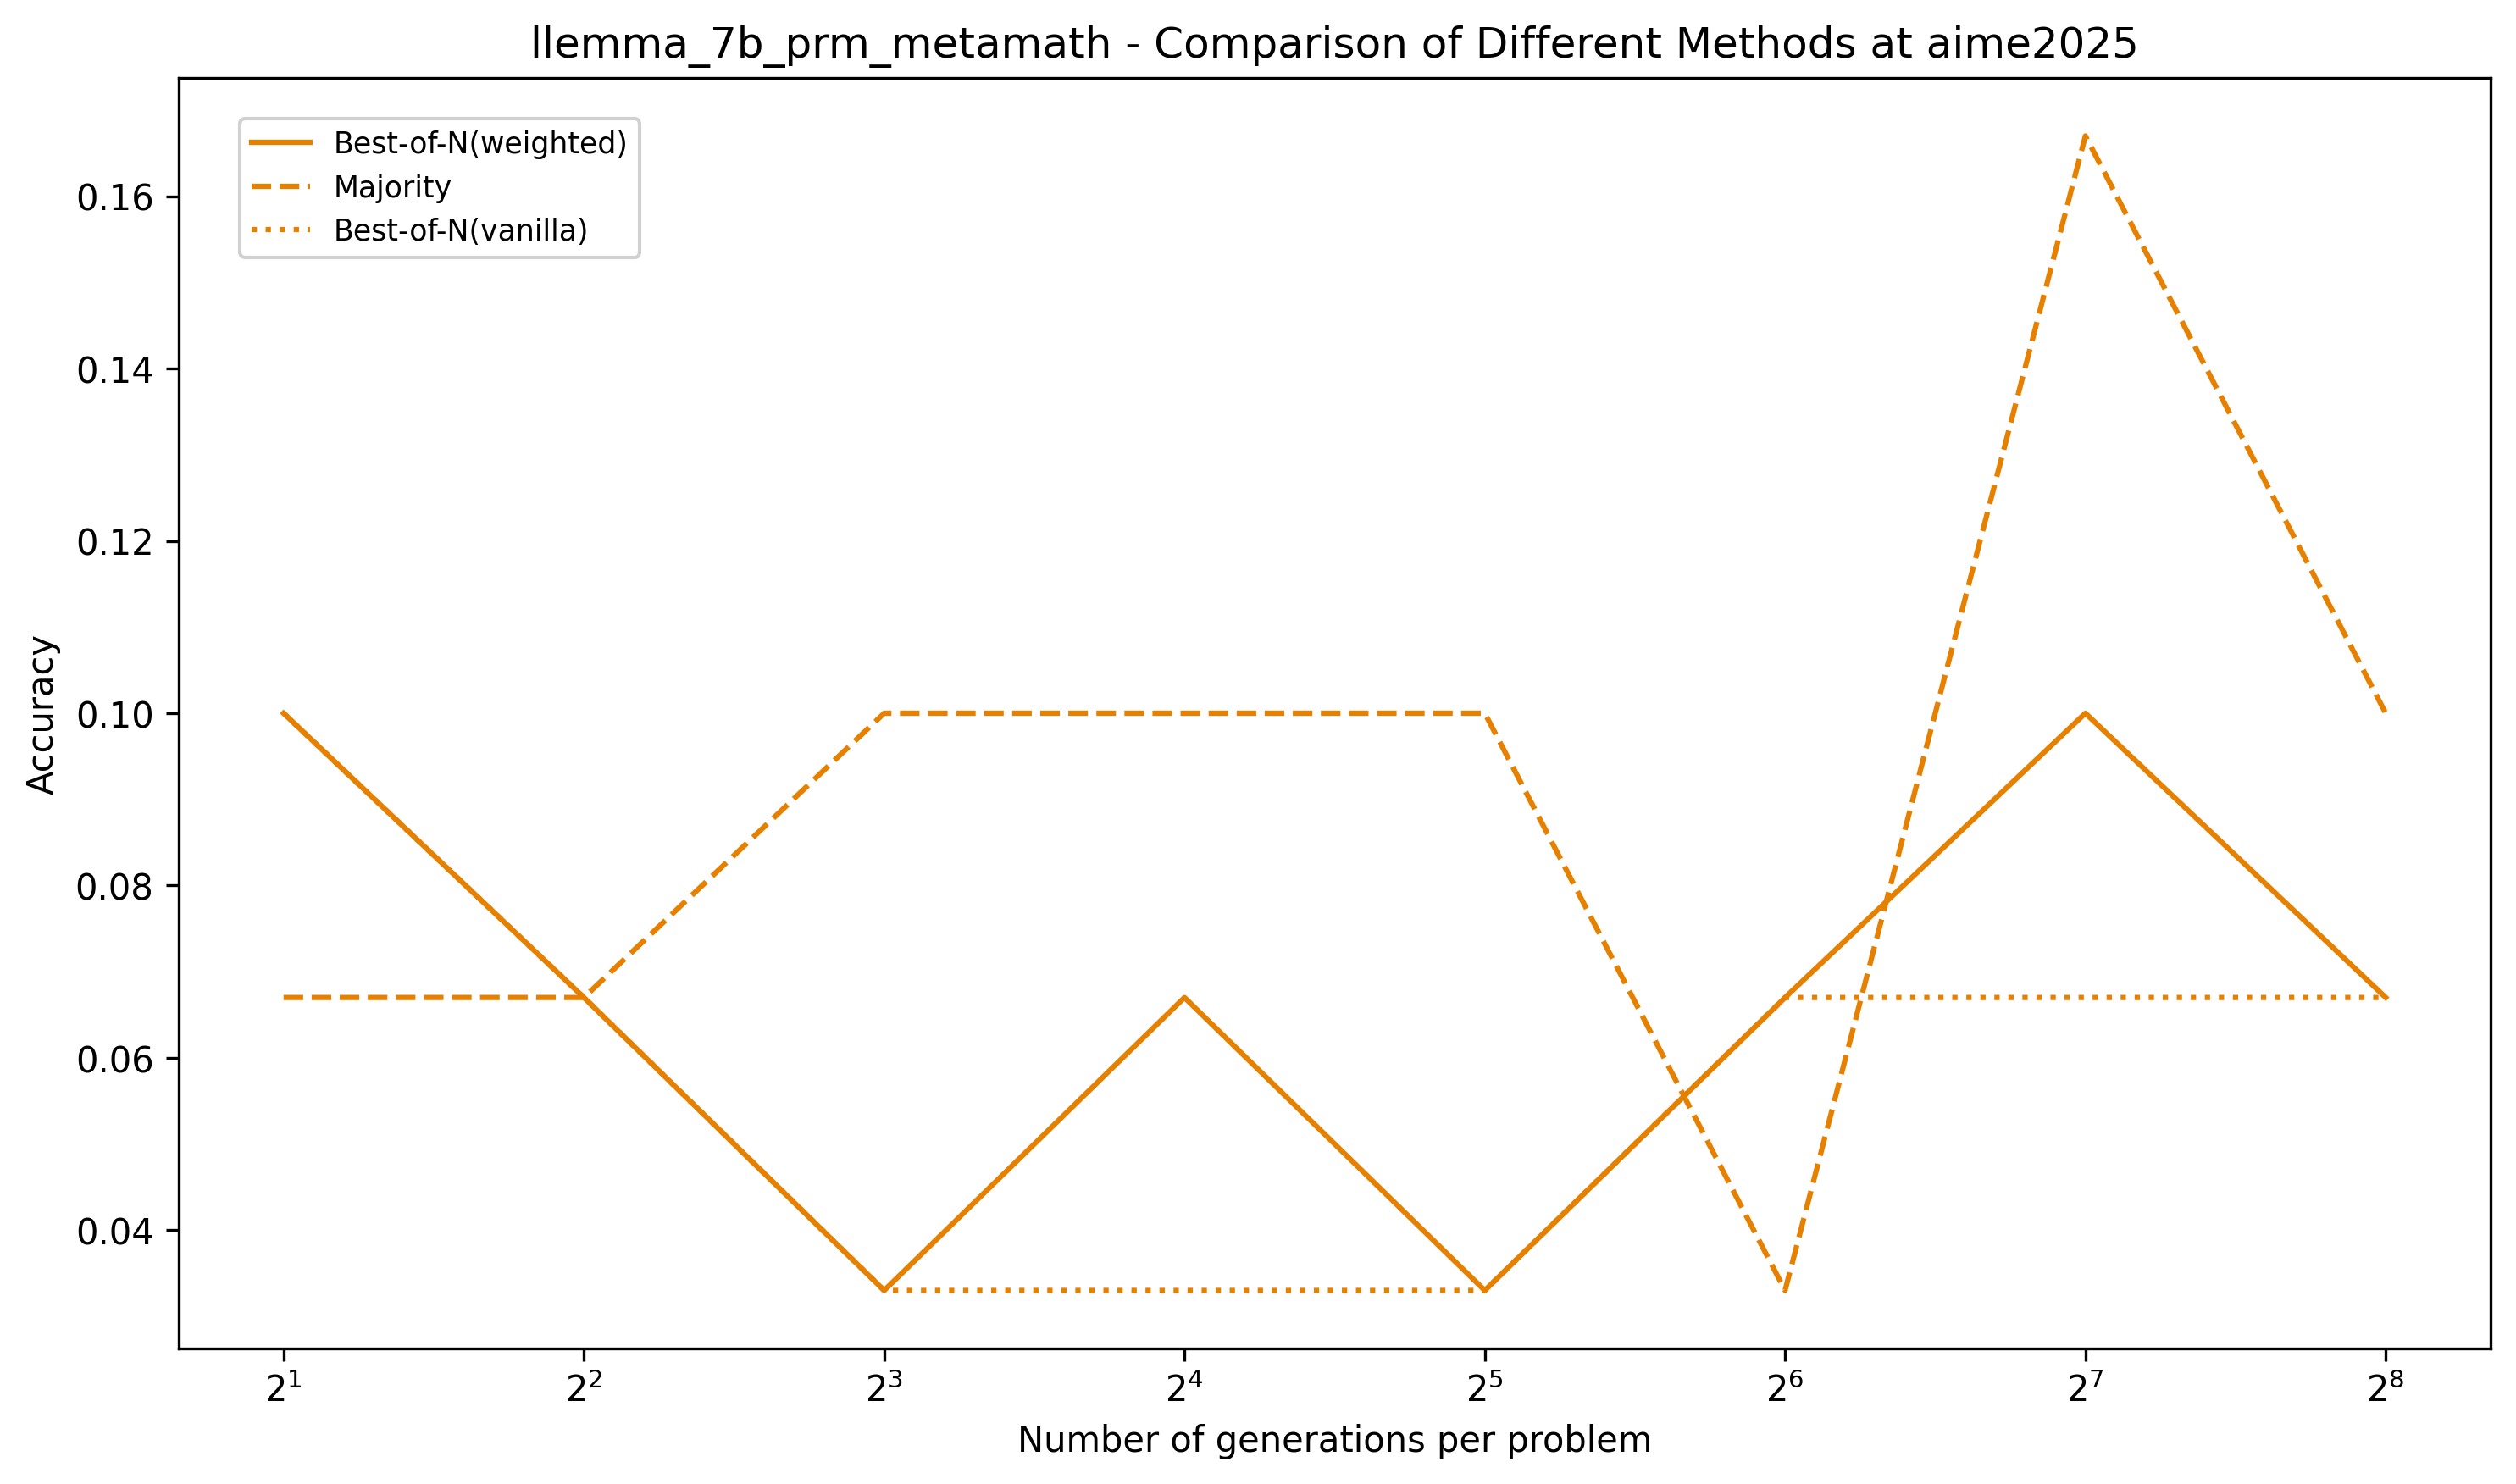 llemma_7b_prm_metamath - Comparison of Different Methods at aime2025
Best-of-N(weighted)
Majority
Best-of-N(vanilla)
Accuracy
0.16
0.14
0.12
0.10
0.08
0.06
0.04
2¹ 2² 2³ 2⁴ 2⁵ 2⁶ 2⁷ 2⁸
Number of generations per problem